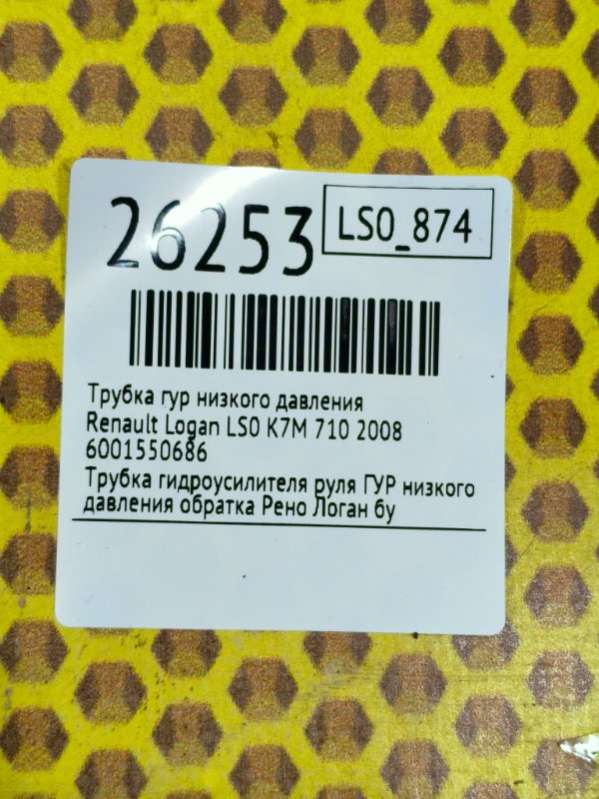 26253
LS0_874
Трубка гур низкого давления
Renault Logan LS0 K7M 710 2008
6001550686
Трубка гидроусилителя руля ГУР низкого
давления обратка Рено Логан бу